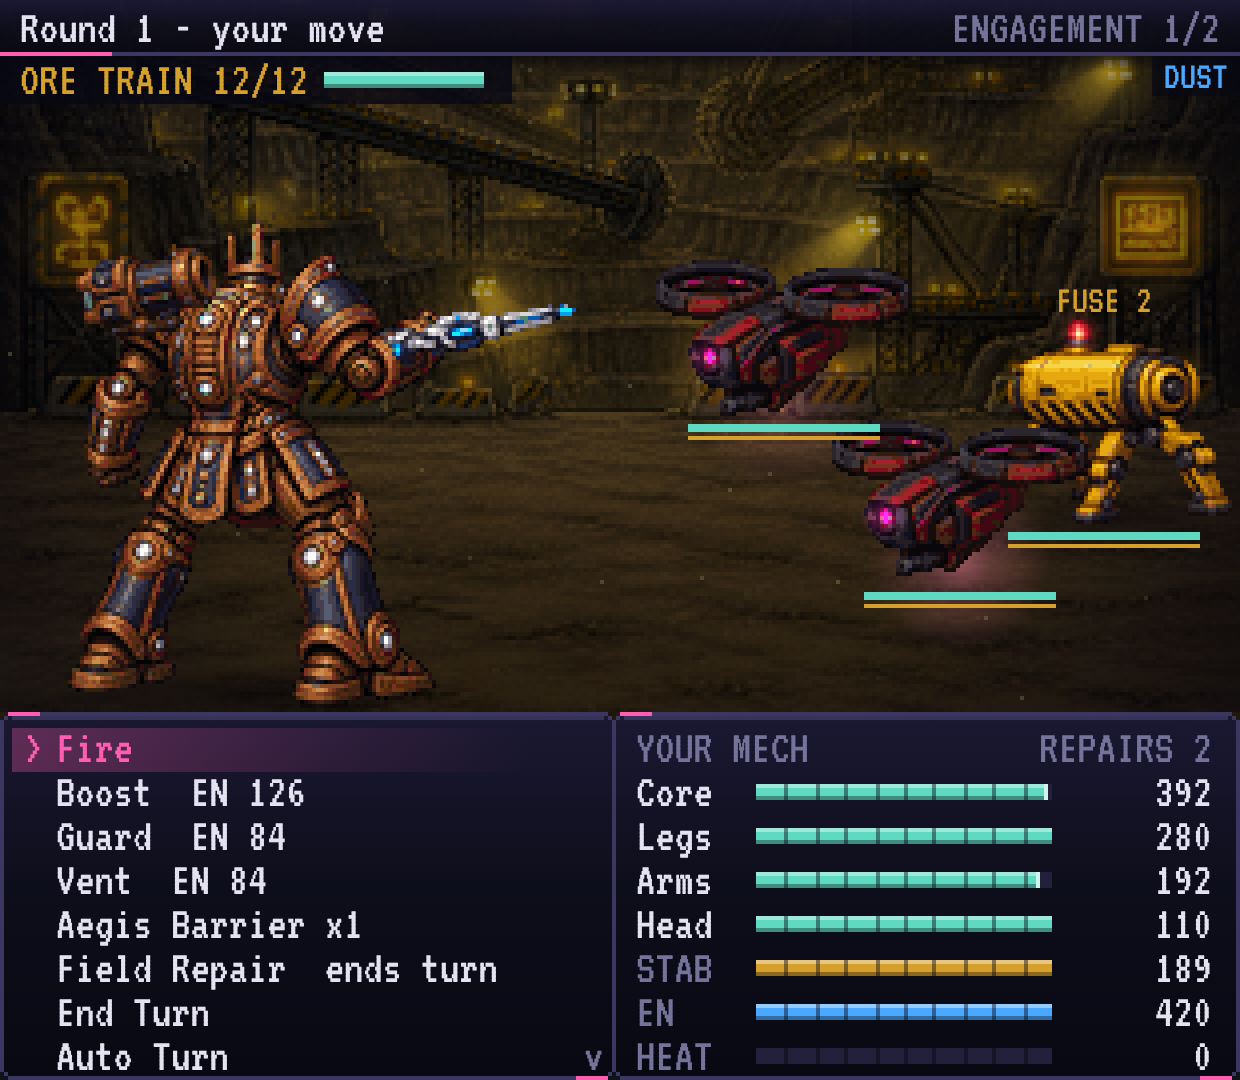 Round 1 - your move
ENGAGEMENT 1/2
ORE TRAIN 12/12
DUST
FUSE 2
> Fire
Boost EN 126
Guard EN 84
Vent EN 84
Aegis Barrier x1
Field Repair ends turn
End Turn
Auto Turn v
YOUR MECH REPAIRS 2
Core 392
Legs 280
Arms 192
Head 110
STAB 189
EN 420
HEAT 0